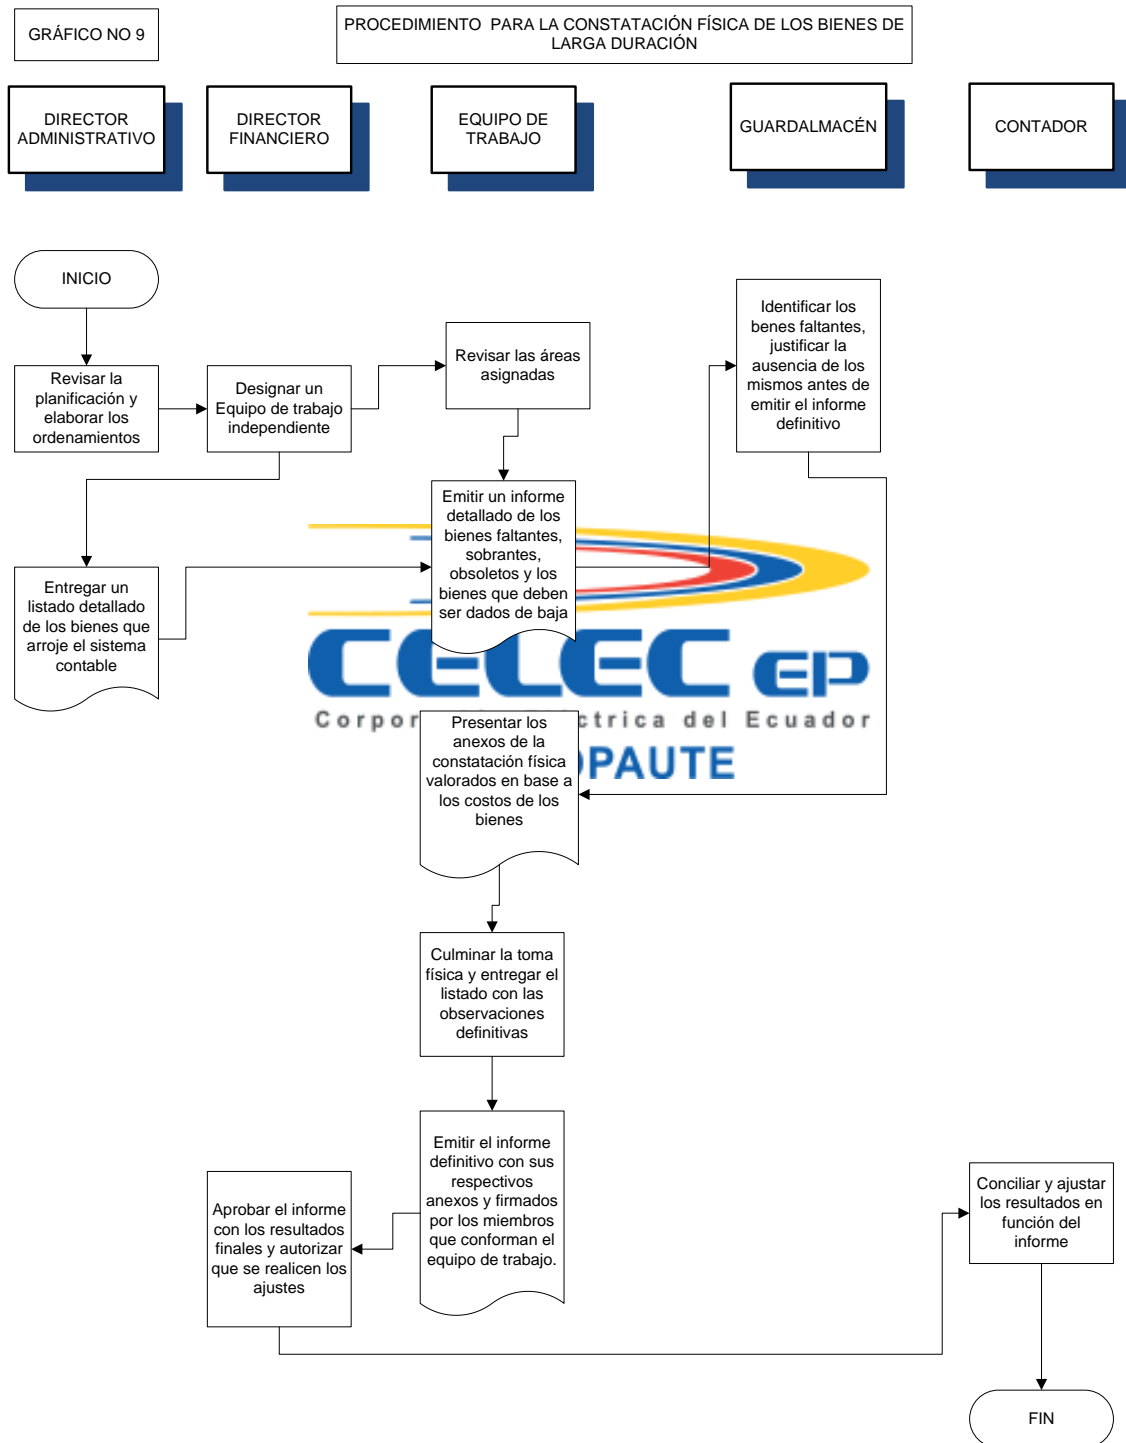 GRÁFICO NO 9
PROCEDIMIENTO PARA LA CONSTATACIÓN FÍSICA DE LOS BIENES DE
LARGA DURACIÓN
DIRECTOR
ADMINISTRATIVO
DIRECTOR
FINANCIERO
EQUIPO DE
TRABAJO
GUARDALMACÉN
CONTADOR
INICIO
Revisar la
planificación y
elaborar los
ordenamientos
Designar un
Equipo de trabajo
independiente
Revisar las áreas
asignadas
Identificar los
benes faltantes,
justificar la
ausencia de los
mismos antes de
emitir el informe
definitivo
Entregar un
listado detallado
de los bienes que
arroje el sistema
contable
Emitir un informe
detallado de los
bienes faltantes,
sobrantes,
obsoletos y los
bienes que deben
ser dados de baja
CELEC EP
Eléctrica del Ecuador
PAUTE
Presentar los
anexos de la
constatación física
valorados en base a
los costos de los
bienes
Culminar la toma
física y entregar el
listado con las
observaciones
definitivas
Emitir el informe
definitivo con sus
respectivos
anexos y firmados
por los miembros
que conforman el
equipo de trabajo.
Aprobar el informe
con los resultados
finales y autorizar
que se realicen los
ajustes
Conciliar y ajustar
los resultados en
función del
informe
FIN